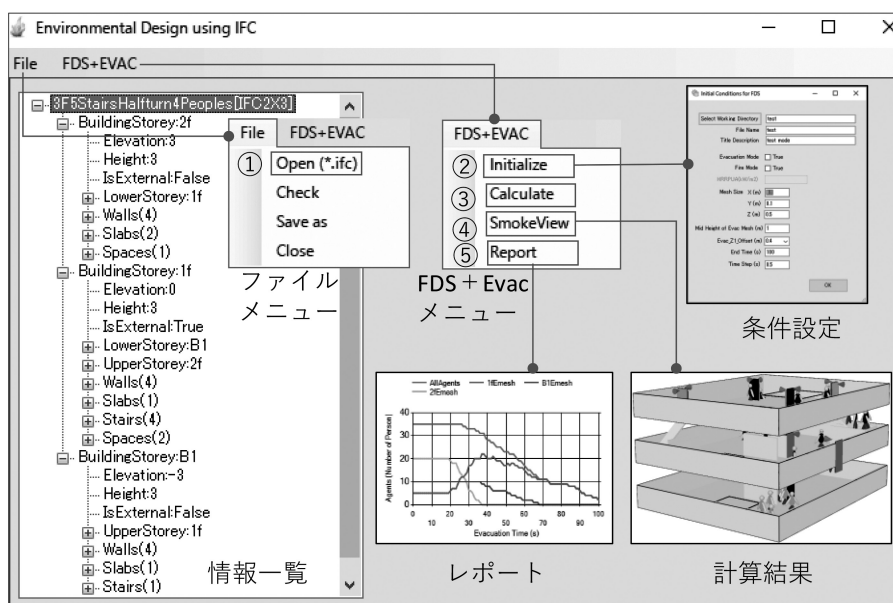 Environmental Design using IFC
File FDS+EVAC
3F5StairsHalfturn4Peoples[IFC2X3]
BuildingStorey:2f
Elevation:3
Height:3
IsExternal:False
LowerStorey:1f
Walls(4)
Slabs(2)
Spaces(1)
BuildingStorey:1f
Elevation:0
Height:3
IsExternal:True
LowerStorey:B1
UpperStorey:2f
Walls(4)
Slabs(1)
Stairs(4)
Spaces(2)
BuildingStorey:B1
Elevation:-3
Height:3
IsExternal:False
UpperStorey:1f
Walls(4)
Slabs(1)
Stairs(1)
情報一覧
File FDS+EVAC
① Open (*.ifc)
Check
Save as
Close
ファイル
メニュー
FDS+EVAC
② Initialize
③ Calculate
④ SmokeView
⑤ Report
FDS+Evac
メニュー
Initial Conditions for FDS
Select Working Directory test
File Name test
Title Description test mode
Evacuation Mode True
Fire Mode True
Mesh Size X (m)
Y (m) 0.1
Z (m) 0.5
Mid Height of Evac Mesh (m) 1
Evac_Z1_Offset (m) 0.4
End Time (s) 100
Time Step (s) 0.5
OK
条件設定
AllAgents 1fEmesh B1Emesh
2fEmesh
Agents (Number of Person)
40
30
20
10
0
0 20 40 60 80 100
10 30 50 70 90
Evacuation Time (s)
レポート
計算結果